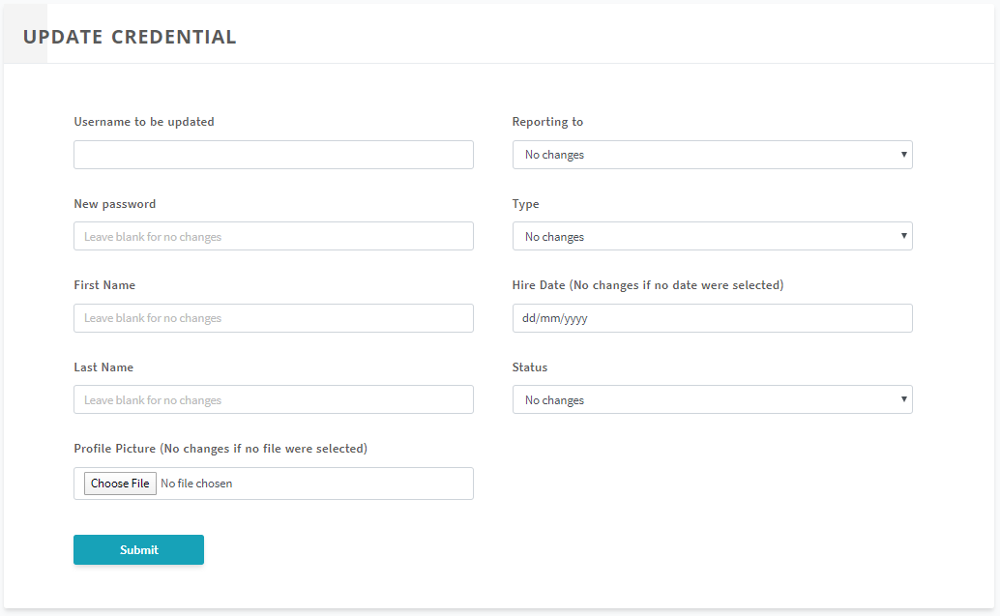 UPDATE CREDENTIAL
Username to be updated
Reporting to
No changes
New password
Leave blank for no changes
Type
No changes
First Name
Leave blank for no changes
Hire Date (No changes if no date were selected)
dd/mm/yyyy
Last Name
Leave blank for no changes
Status
No changes
Profile Picture (No changes if no file were selected)
Choose File No file chosen
Submit